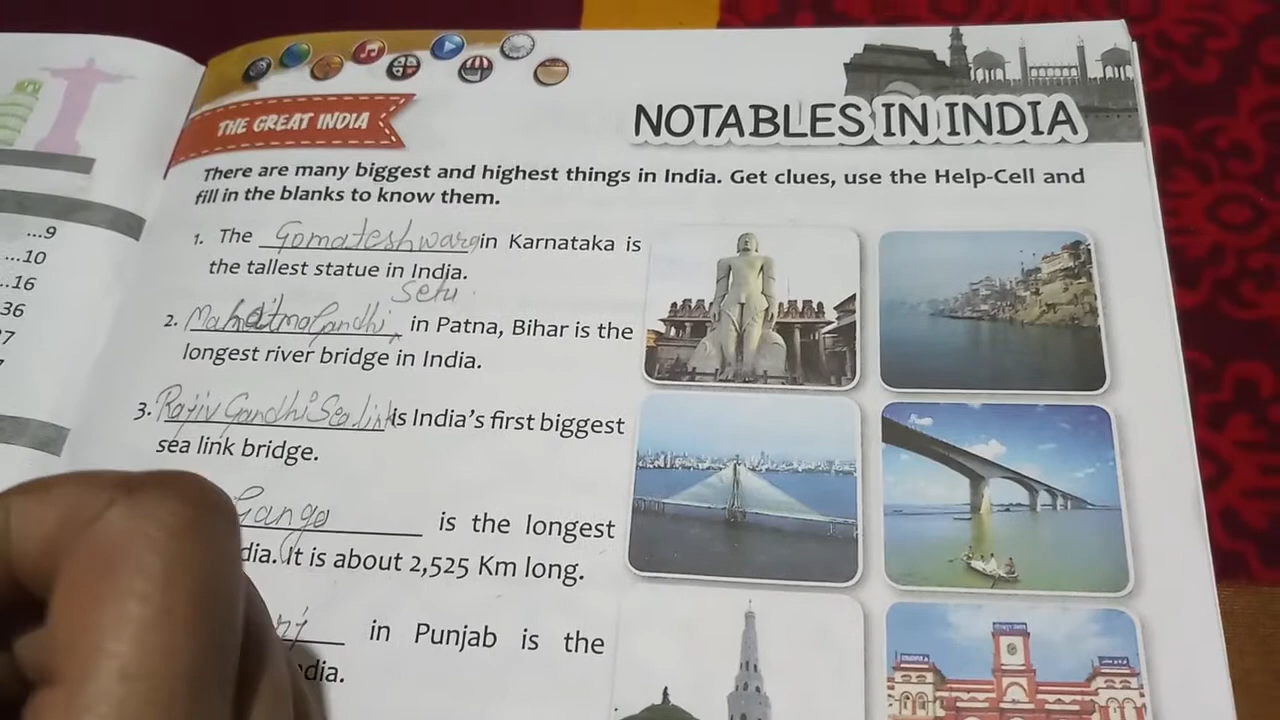 THE GREAT INDIA
NOTABLES IN INDIA
There are many biggest and highest things in India. Get clues, use the Help-Cell and
fill in the blanks to know them.
1. The Gomateshwara in Karnataka is
the tallest statue in India.
Setu
2. Mahatma Gandhi in Patna, Bihar is the
longest river bridge in India.
3. Rajiv Gandhi Sea link is India's first biggest
sea link bridge.
Ganga is the longest
dia. It is about 2,525 Km long.
in Punjab is the
dia.
...9
...10
..16
36
7